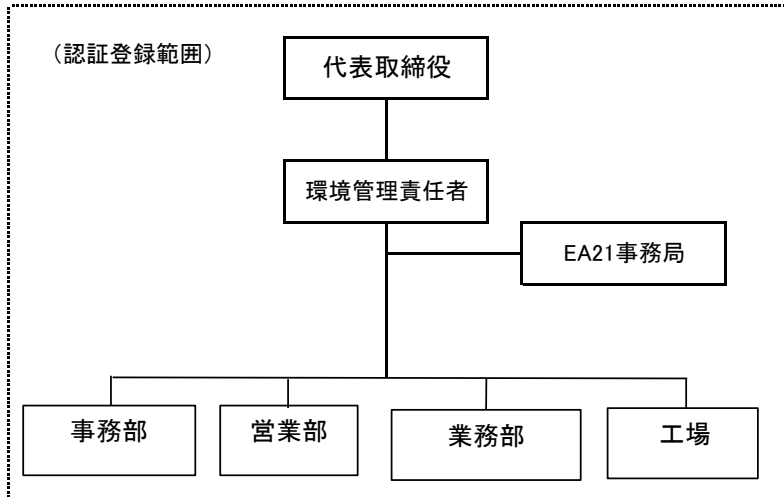 （認証登録範囲）
代表取締役
環境管理責任者
EA21事務局
事務部
営業部
業務部
工場